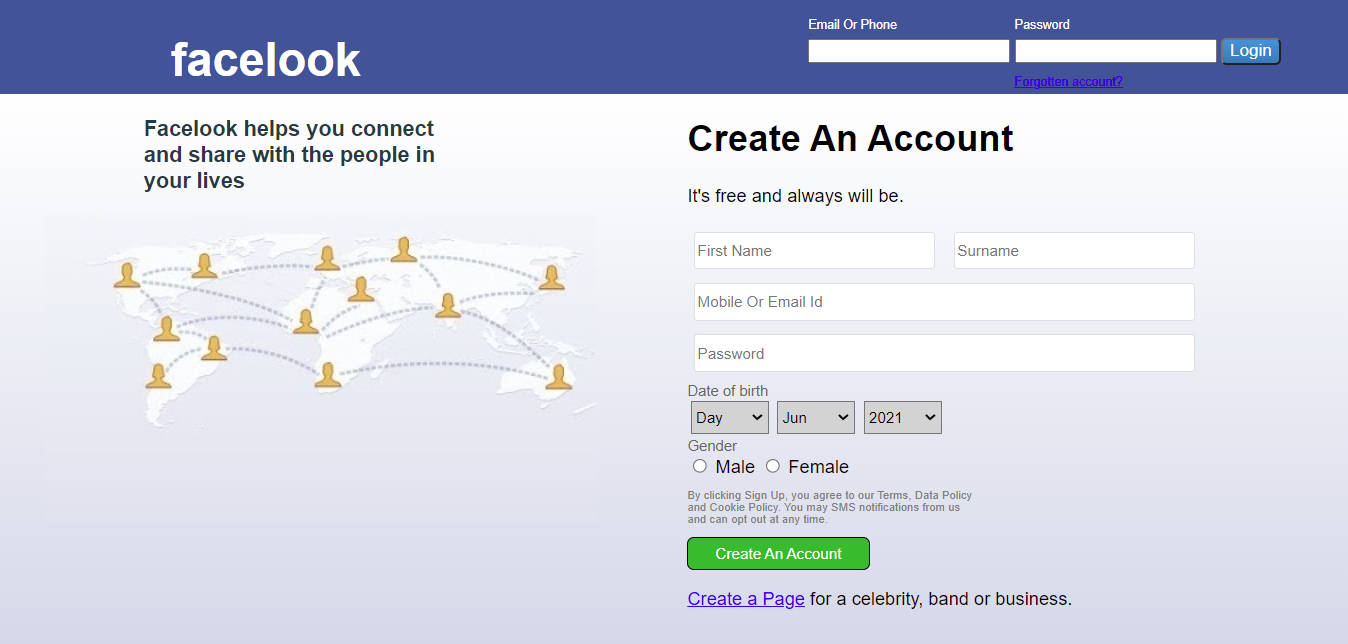 Email Or Phone
Password
facelook
Login
Forgotten account?
Facelook helps you connect
and share with the people in
your lives
Create An Account
It's free and always will be.
First Name
Surname
Mobile Or Email Id
Password
Date of birth
Day
Jun
2021
Gender
Male
Female
By clicking Sign Up, you agree to our Terms, Data Policy
and Cookie Policy. You may SMS notifications from us
and can opt out at any time.
Create An Account
Create a Page for a celebrity, band or business.